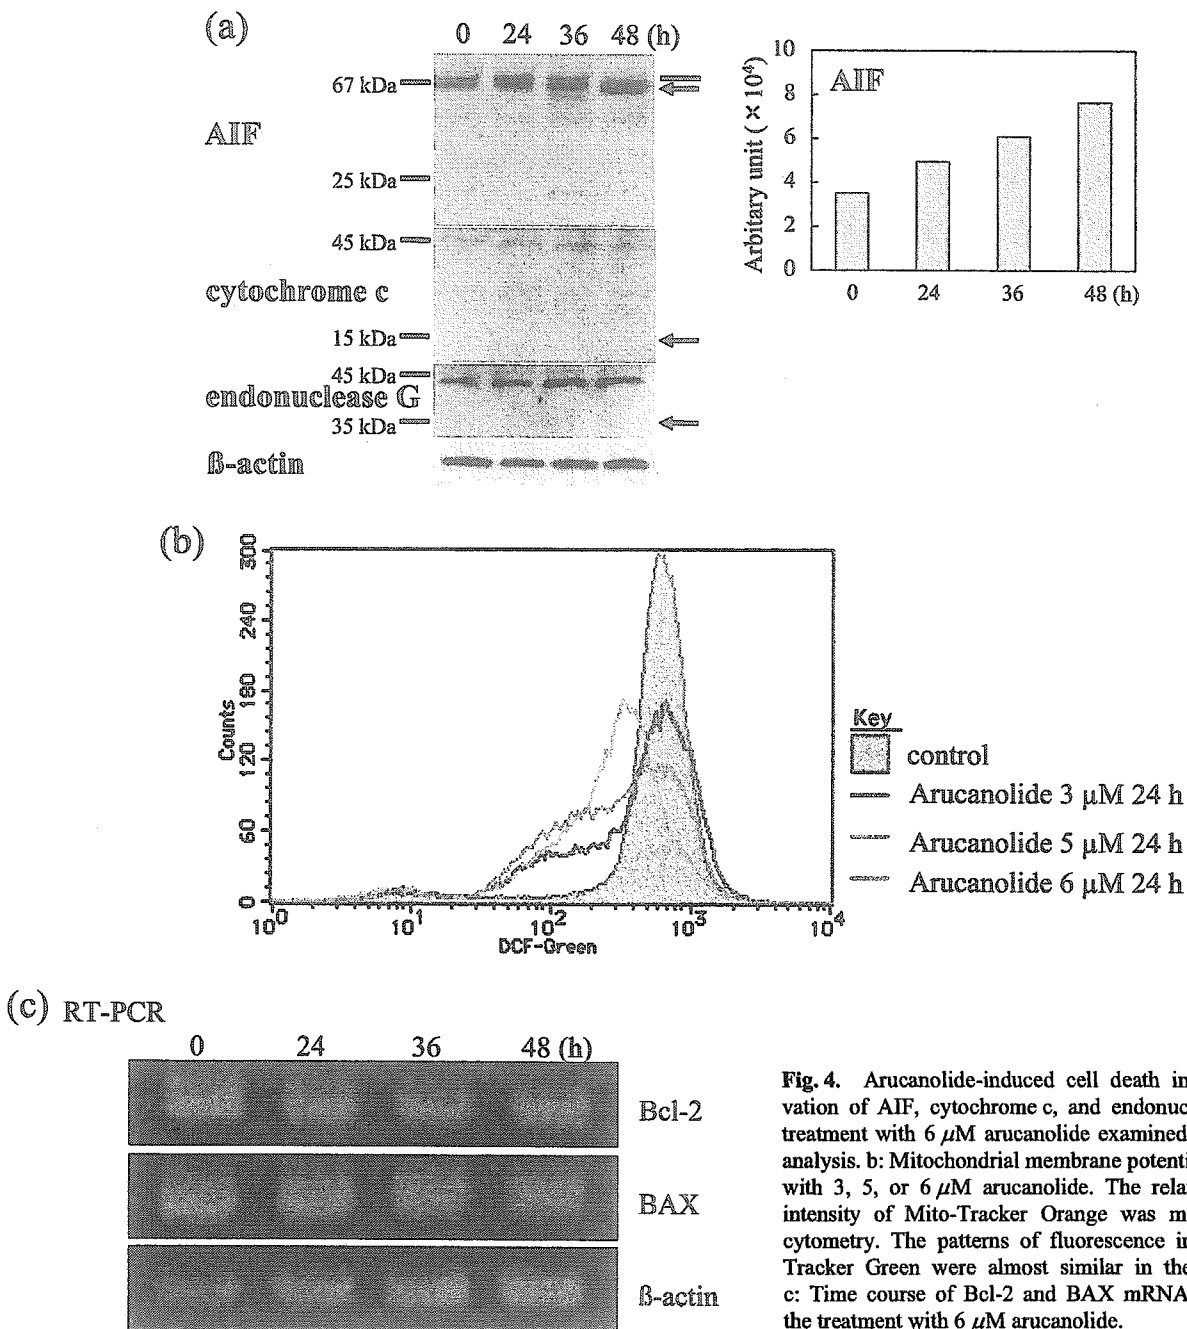 (a)
0 24 36 48 (h)
67 kDa
AIF
25 kDa
45 kDa
cytochrome c
15 kDa
45 kDa
endonuclease G
35 kDa
ß-actin
10
8
6
4
2
0
Arbitary unit ( × 10⁴)
AIF
0 24 36 48 (h)
(b)
300
240
180
120
60
0
Counts
10⁰ 10¹ 10² 10³ 10⁴
DCF-Green
Key
control
Arucanolide 3 μM 24 h
Arucanolide 5 μM 24 h
Arucanolide 6 μM 24 h
(c) RT-PCR
0 24 36 48 (h)
Bcl-2
BAX
ß-actin
Fig. 4. Arucanolide-induced cell death in
vation of AIF, cytochrome c, and endonuc
treatment with 6 μM arucanolide examined
analysis. b: Mitochondrial membrane potenti
with 3, 5, or 6 μM arucanolide. The rela
intensity of Mito-Tracker Orange was m
cytometry. The patterns of fluorescence in
Tracker Green were almost similar in the
c: Time course of Bcl-2 and BAX mRNA
the treatment with 6 μM arucanolide.